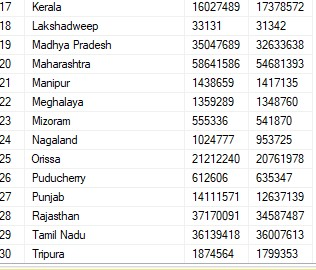 17 Kerala 16027489 17378572
18 Lakshadweep 33131 31342
19 Madhya Pradesh 35047689 32633638
20 Maharashtra 58641586 54681393
21 Manipur 1438659 1417135
22 Meghalaya 1359289 1348760
23 Mizoram 555336 541870
24 Nagaland 1024777 953725
25 Orissa 21212240 20761978
26 Puducherry 612606 635347
27 Punjab 14111571 12637139
28 Rajasthan 37170091 34587487
29 Tamil Nadu 36139418 36007613
30 Tripura 1874564 1799353